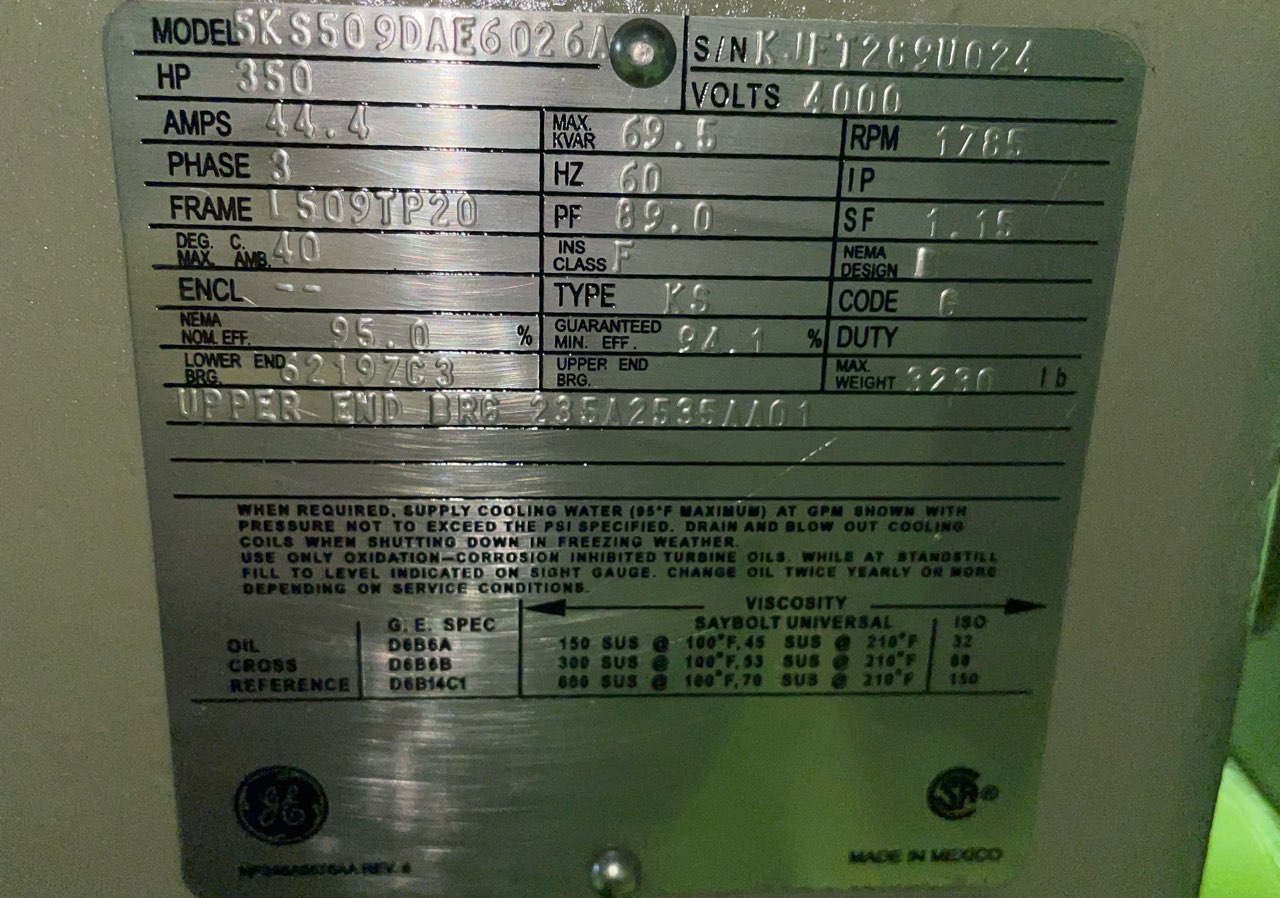 MODEL 5KS509DAE6026A S/N KJFT289U024
HP 350 VOLTS 4000
AMPS 44.4 MAX. KVAR 69.5 RPM 1785
PHASE 3 HZ 60 IP
FRAME L509TP20 PF 89.0 SF 1.15
DEG. C. MAX. AMB. 40 INS CLASS F NEMA DESIGN
ENCL -- TYPE KS CODE G
NEMA NOM. EFF. 95.0 % GUARANTEED MIN. EFF. 94.1 % DUTY
LOWER END BRG. 6219ZC3 UPPER END BRG. MAX. WEIGHT 3230 lb
UPPER END BRG 235A2535AA01
WHEN REQUIRED, SUPPLY COOLING WATER (95°F MAXIMUM) AT GPM SHOWN WITH
PRESSURE NOT TO EXCEED THE PSI SPECIFIED. DRAIN AND BLOW OUT COOLING
COILS WHEN SHUTTING DOWN IN FREEZING WEATHER.
USE ONLY OXIDATION-CORROSION INHIBITED TURBINE OILS. WHILE AT STANDSTILL
FILL TO LEVEL INDICATED ON SIGHT GAUGE. CHANGE OIL TWICE YEARLY OR MORE
DEPENDING ON SERVICE CONDITIONS.
VISCOSITY
G.E. SPEC SAYBOLT UNIVERSAL ISO
OIL D6B6A 150 SUS @ 100°F, 45 SUS @ 210°F 32
CROSS D6B6B 300 SUS @ 100°F, 53 SUS @ 210°F
REFERENCE D6B14C1 600 SUS @ 100°F, 70 SUS @ 210°F 150
GE
REV.
MADE IN MEXICO